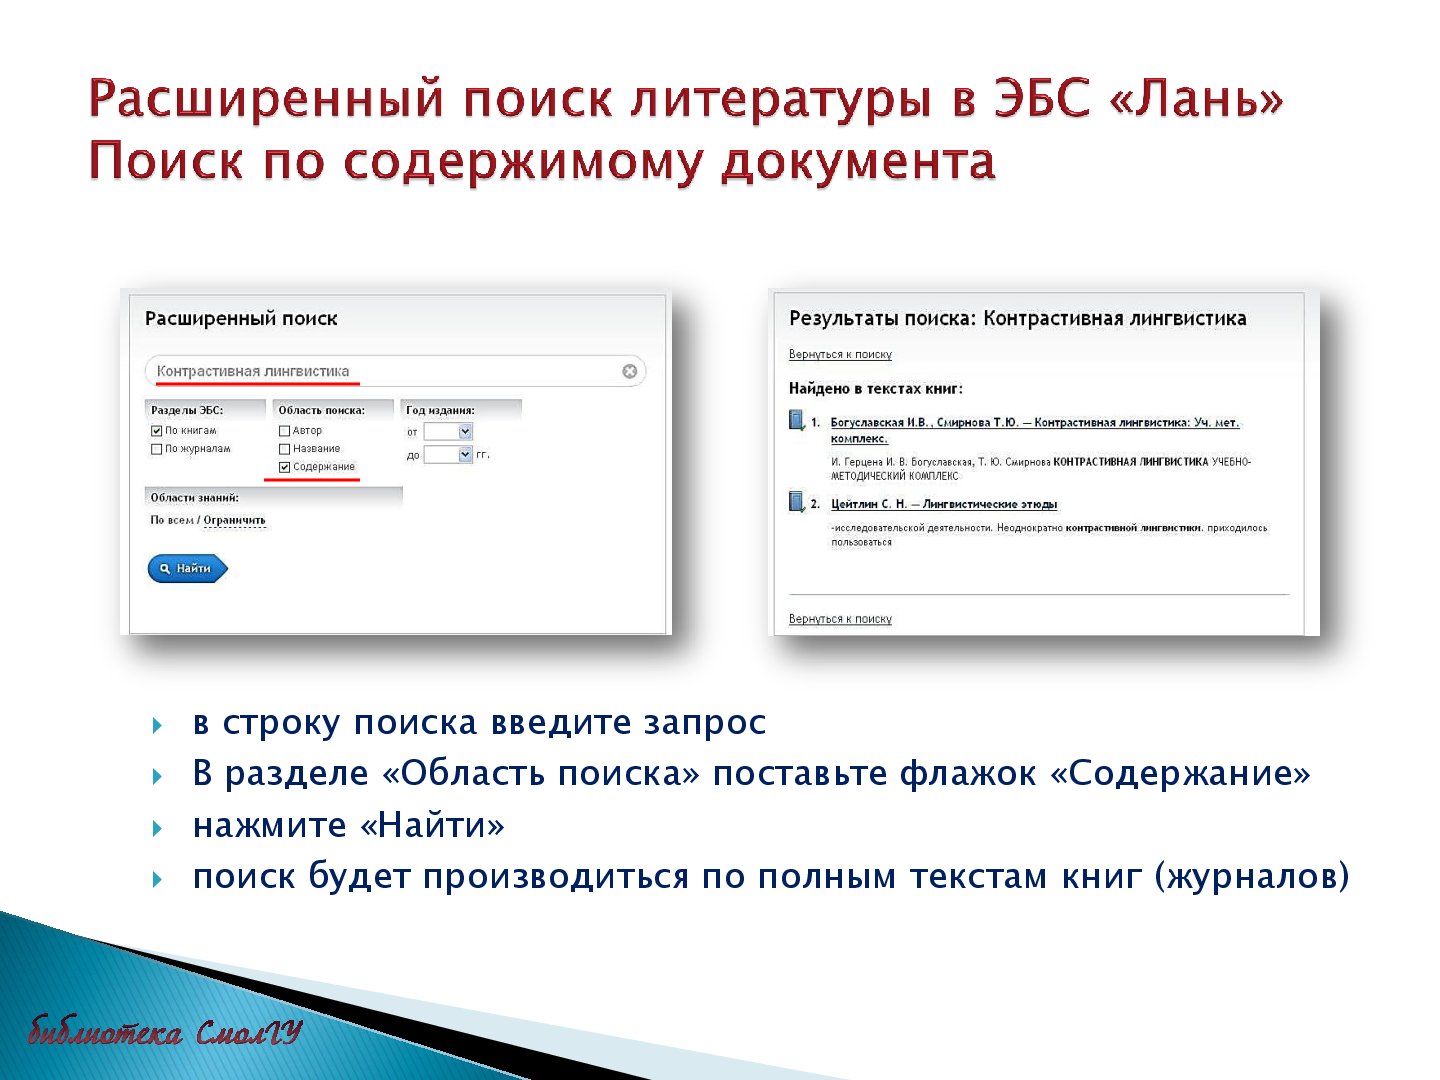 Расширенный поиск литературы в ЭБС «Лань»
Поиск по содержимому документа
Расширенный поиск
Контрастивная лингвистика
Разделы ЭБС:
По книгам
По журналам
Область поиска:
Автор
Название
Содержание
Год издания:
от
до гг.
Области знаний:
По всем / Ограничить
Найти
Результаты поиска: Контрастивная лингвистика
Вернуться к поиску
Найдено в текстах книг:
1. Богуславская И.В., Смирнова Т.Ю. — Контрастивная лингвистика: Уч. мет.
комплекс.
И. Герцена И. В. Богуславская, Т. Ю. Смирнова КОНТРАСТИВНАЯ ЛИНГВИСТИКА УЧЕБНО-
МЕТОДИЧЕСКИЙ КОМПЛЕКС
2. Цейтлин С. Н. — Лингвистические этюды
-исследовательской деятельности. Неоднократно контрастивной лингвистики. приходилось
пользоваться
Вернуться к поиску
в строку поиска введите запрос
В разделе «Область поиска» поставьте флажок «Содержание»
нажмите «Найти»
поиск будет производиться по полным текстам книг (журналов)
библиотека СмолГУ